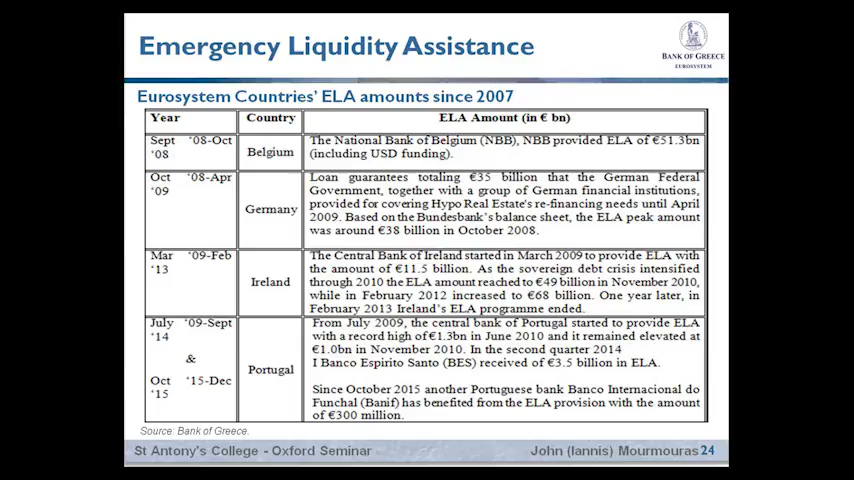 Emergency Liquidity Assistance
BANK OF GREECE
EUROSYSTEM
Eurosystem Countries' ELA amounts since 2007
Year Country ELA Amount (in € bn)
Sept '08-Oct '08
Belgium
The National Bank of Belgium (NBB), NBB provided ELA of €51.3bn
(including USD funding).
Oct '08-Apr '09
Germany
Loan guarantees totaling €35 billion that the German Federal
Government, together with a group of German financial institutions,
provided for covering Hypo Real Estate's re-financing needs until April
2009. Based on the Bundesbank's balance sheet, the ELA peak amount
was around €38 billion in October 2008.
Mar '09-Feb '13
Ireland
The Central Bank of Ireland started in March 2009 to provide ELA with
the amount of €11.5 billion. As the sovereign debt crisis intensified
through 2010 the ELA amount reached to €49 billion in November 2010,
while in February 2012 increased to €68 billion. One year later, in
February 2013 Ireland's ELA programme ended.
July '09-Sept '14
&
Oct '15-Dec '15
Portugal
From July 2009, the central bank of Portugal started to provide ELA
with a record high of €1.3bn in June 2010 and it remained elevated at
€1.0bn in November 2010. In the second quarter 2014
I Banco Espirito Santo (BES) received of €3.5 billion in ELA.
Since October 2015 another Portuguese bank Banco Internacional do
Funchal (Banif) has benefited from the ELA provision with the amount
of €300 million.
Source: Bank of Greece.
St Antony's College - Oxford Seminar
John (Iannis) Mourmouras 24